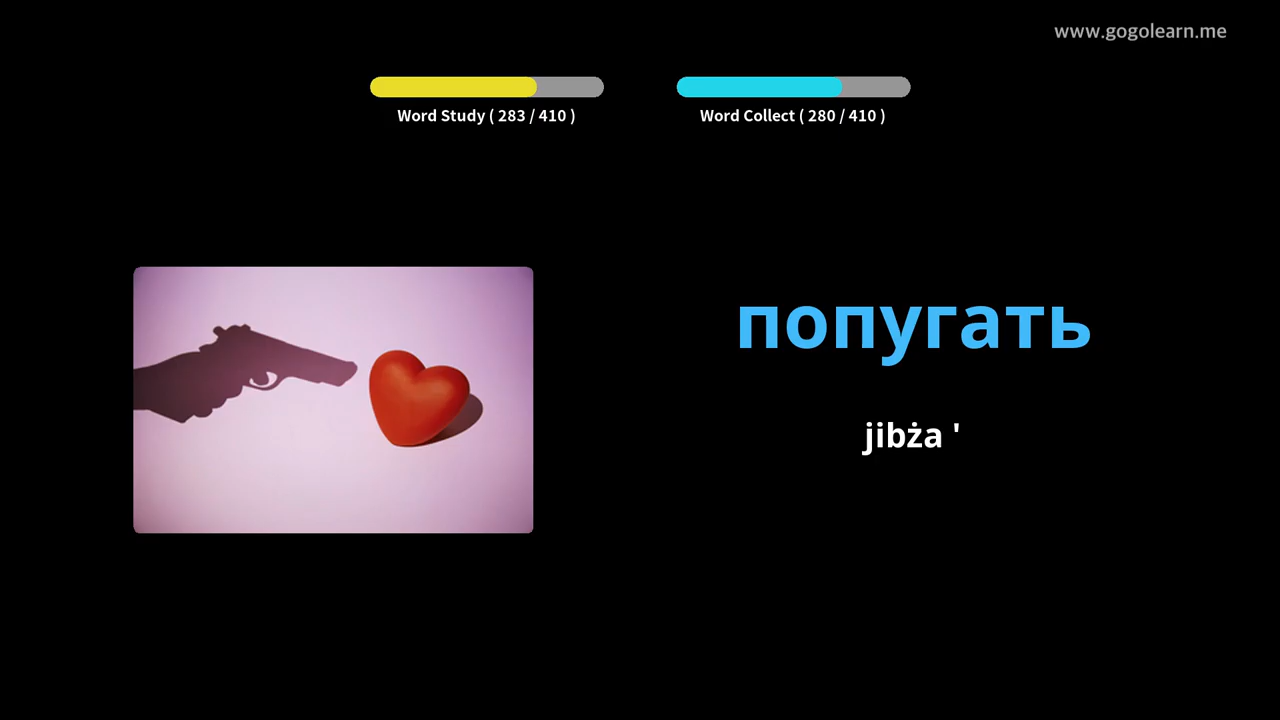 www.gogolearn.me
Word Study ( 283 / 410 )
Word Collect ( 280 / 410 )
попугать
jibża '